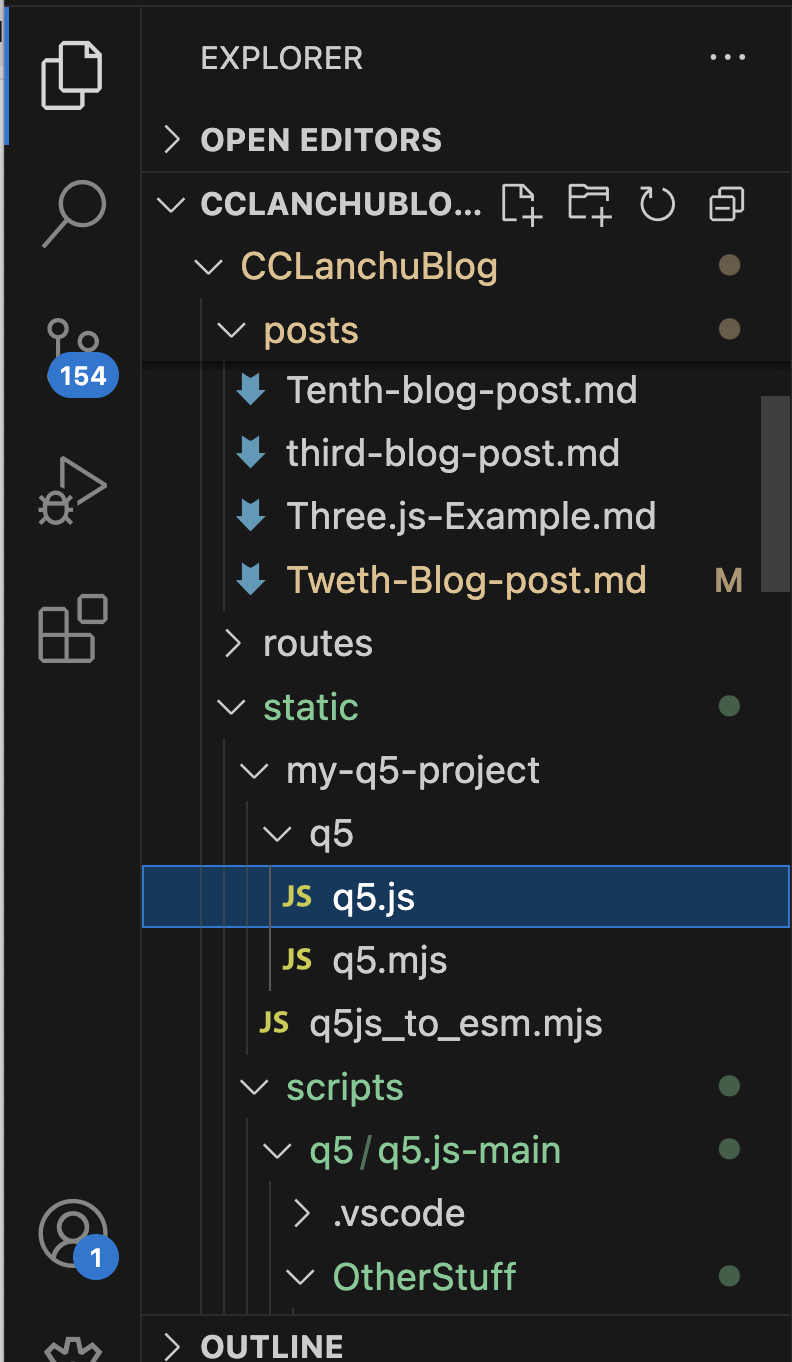 EXPLORER
OPEN EDITORS
CCLANCHUBLO...
CCLanchuBlog
posts
154
Tenth-blog-post.md
third-blog-post.md
Three.js-Example.md
Tweth-Blog-post.md M
routes
static
my-q5-project
q5
JS q5.js
JS q5.mjs
JS q5js_to_esm.mjs
scripts
q5/q5.js-main
.vscode
1
OtherStuff
OUTLINE